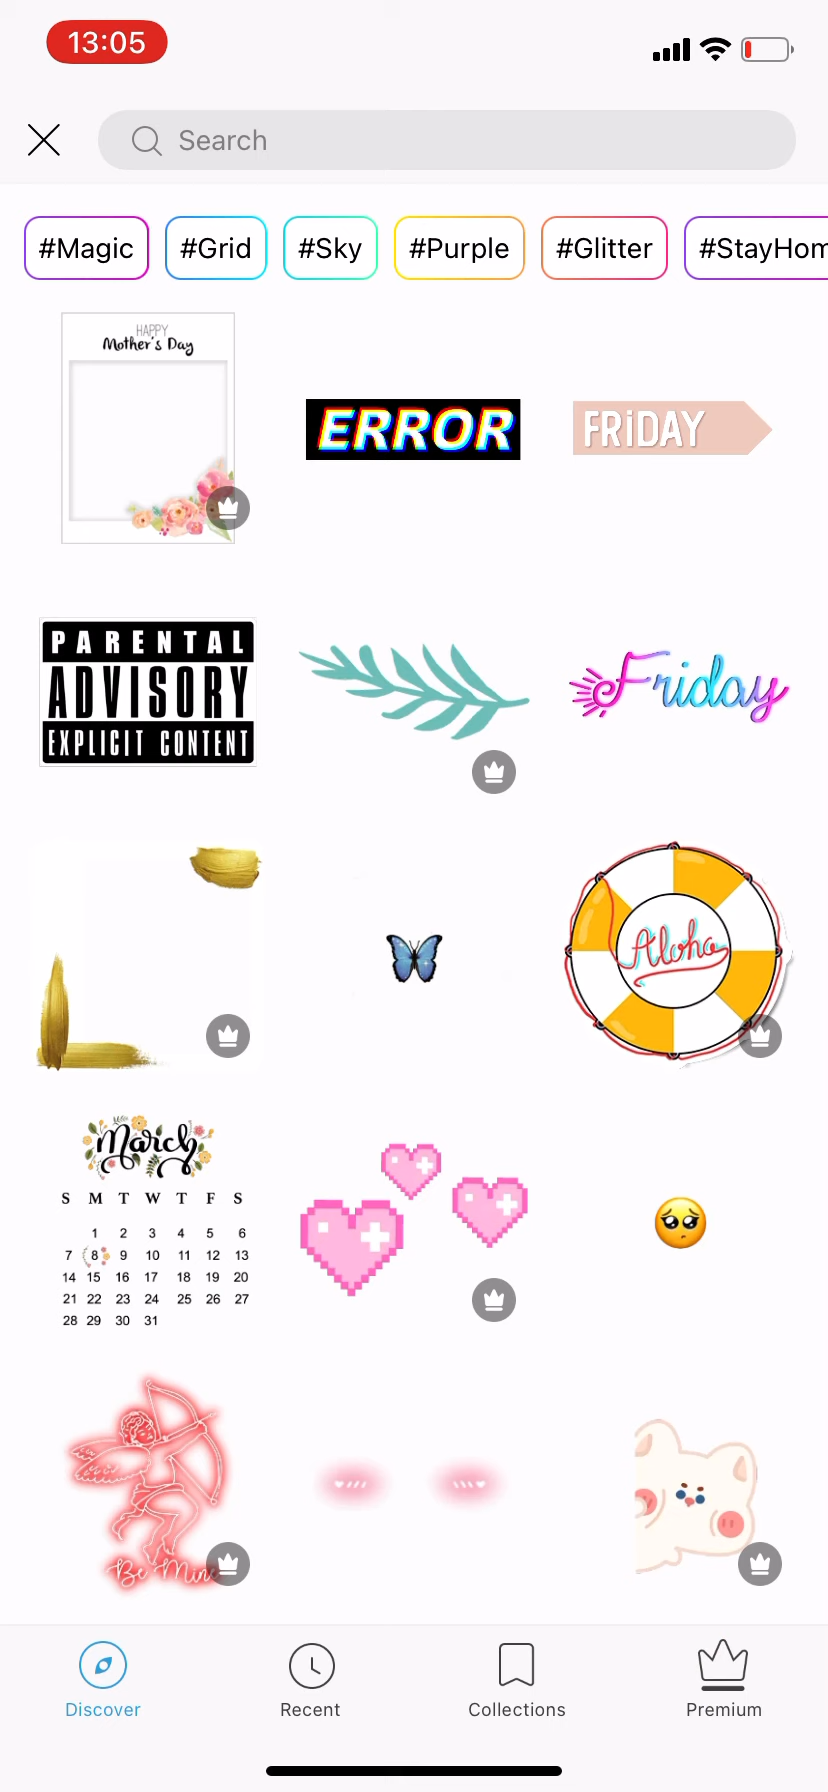 13:05
Search
#Magic
#Grid
#Sky
#Purple
#Glitter
#StayHom
HAPPY
Mother's Day
ERROR
FRiDAY
PARENTAL
ADVISORY
EXPLICIT CONTENT
Friday
Aloha
March
S M T W T F S
1 2 3 4 5 6
7 8 9 10 11 12 13
14 15 16 17 18 19 20
21 22 23 24 25 26 27
28 29 30 31
Be Mine
Discover
Recent
Collections
Premium